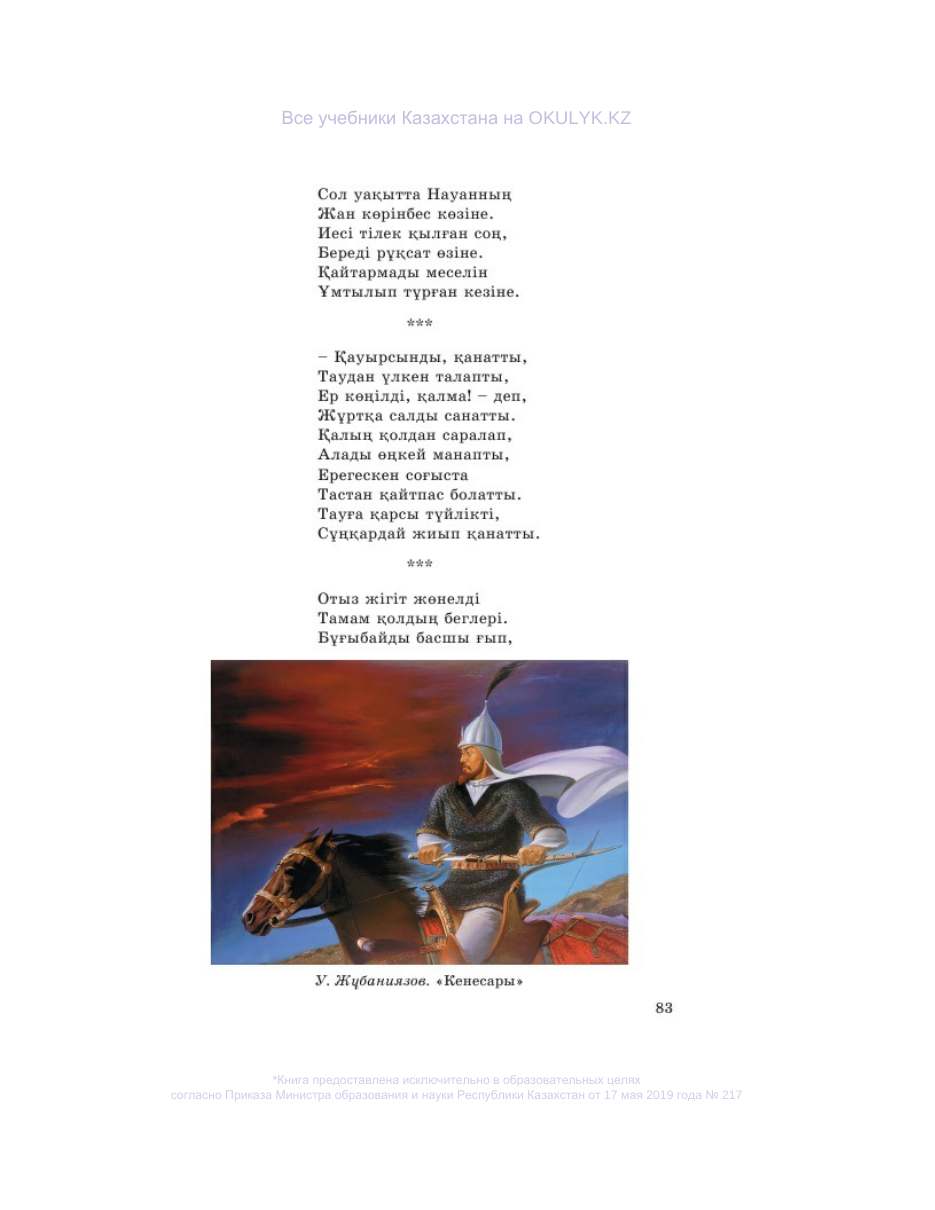 Все учебники Казахстана на OKULYK.KZ
Сол уақытта Науанның
Жан көрінбес көзіне.
Иесі тілек қылған соң,
Береді рұқсат өзіне.
Қайтармады меселін
Ұмтылып тұрған кезіне.
***
– Қауырсынды, қанатты,
Таудан үлкен талапты,
Ер көңілді, қалма! – деп,
Жұртқа салды санатты.
Қалың қолдан саралап,
Алады өңкей манапты,
Ерегескен соғыста
Тастан қайтпас болатты.
Тауға қарсы түйлікті,
Сұңқардай жиып қанатты.
***
Отыз жігіт жөнелді
Тамам қолдың беглері.
Бұғыбайды басшы ғып,
У. Жұбаниязов. «Кенесары»
83
*Книга предоставлена исключительно в образовательных целях
согласно Приказа Министра образования и науки Республики Казахстан от 17 мая 2019 года № 217